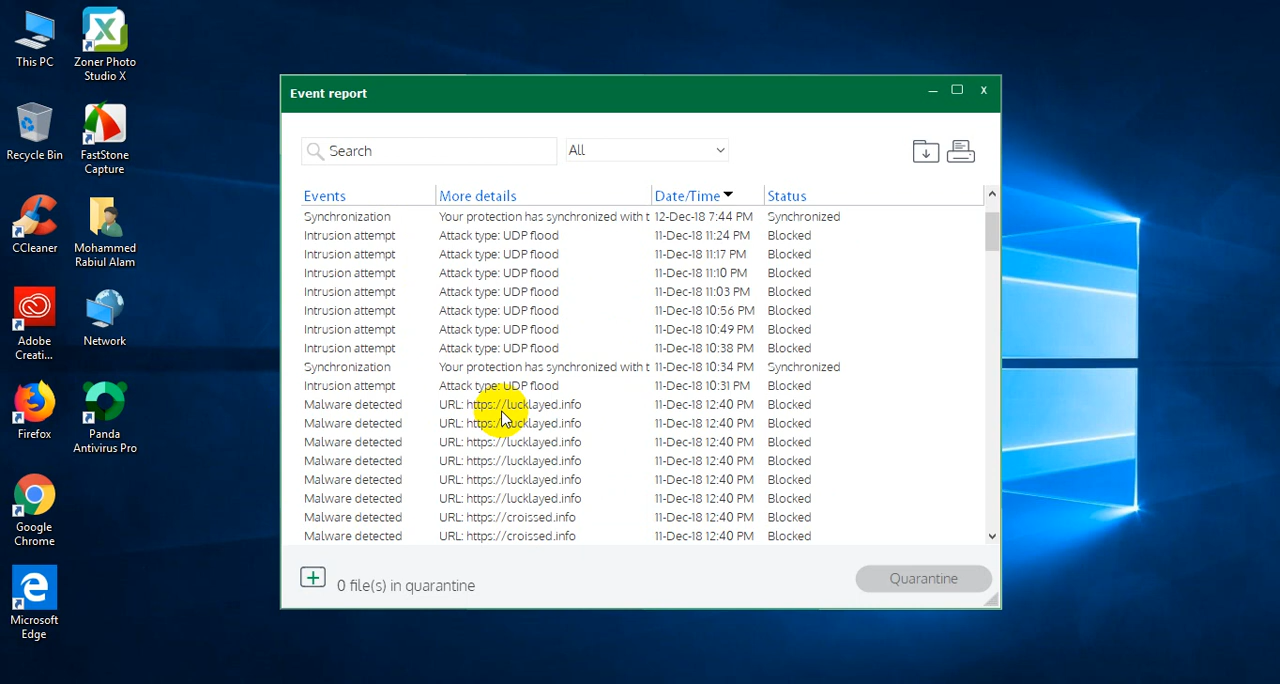 This PC
Zoner Photo
Studio X
Recycle Bin
FastStone
Capture
CCleaner
Mohammed
Rabiul Alam
Adobe
Creati...
Network
Firefox
Panda
Antivirus Pro
Google
Chrome
Microsoft
Edge
Event report
Search
All
Events More details Date/Time Status
Synchronization Your protection has synchronized with t 12-Dec-18 7:44 PM Synchronized
Intrusion attempt Attack type: UDP flood 11-Dec-18 11:24 PM Blocked
Intrusion attempt Attack type: UDP flood 11-Dec-18 11:17 PM Blocked
Intrusion attempt Attack type: UDP flood 11-Dec-18 11:10 PM Blocked
Intrusion attempt Attack type: UDP flood 11-Dec-18 11:03 PM Blocked
Intrusion attempt Attack type: UDP flood 11-Dec-18 10:56 PM Blocked
Intrusion attempt Attack type: UDP flood 11-Dec-18 10:49 PM Blocked
Intrusion attempt Attack type: UDP flood 11-Dec-18 10:38 PM Blocked
Synchronization Your protection has synchronized with t 11-Dec-18 10:34 PM Synchronized
Intrusion attempt Attack type: UDP flood 11-Dec-18 10:31 PM Blocked
Malware detected URL: https://lucklayed.info 11-Dec-18 12:40 PM Blocked
Malware detected URL: https://lucklayed.info 11-Dec-18 12:40 PM Blocked
Malware detected URL: https://lucklayed.info 11-Dec-18 12:40 PM Blocked
Malware detected URL: https://lucklayed.info 11-Dec-18 12:40 PM Blocked
Malware detected URL: https://lucklayed.info 11-Dec-18 12:40 PM Blocked
Malware detected URL: https://lucklayed.info 11-Dec-18 12:40 PM Blocked
Malware detected URL: https://croissed.info 11-Dec-18 12:40 PM Blocked
Malware detected URL: https://croissed.info 11-Dec-18 12:40 PM Blocked
0 file(s) in quarantine
Quarantine